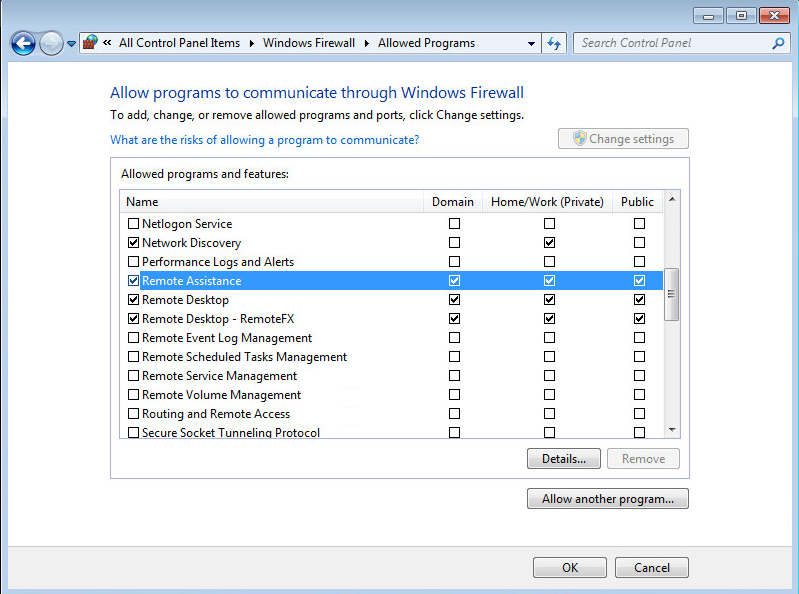 « All Control Panel Items Windows Firewall Allowed Programs Search Control Panel
Allow programs to communicate through Windows Firewall
To add, change, or remove allowed programs and ports, click Change settings.
What are the risks of allowing a program to communicate?
Change settings
Allowed programs and features:
Name Domain Home/Work (Private) Public
Netlogon Service
Network Discovery
Performance Logs and Alerts
Remote Assistance
Remote Desktop
Remote Desktop - RemoteFX
Remote Event Log Management
Remote Scheduled Tasks Management
Remote Service Management
Remote Volume Management
Routing and Remote Access
Secure Socket Tunneling Protocol
Details... Remove
Allow another program...
OK Cancel